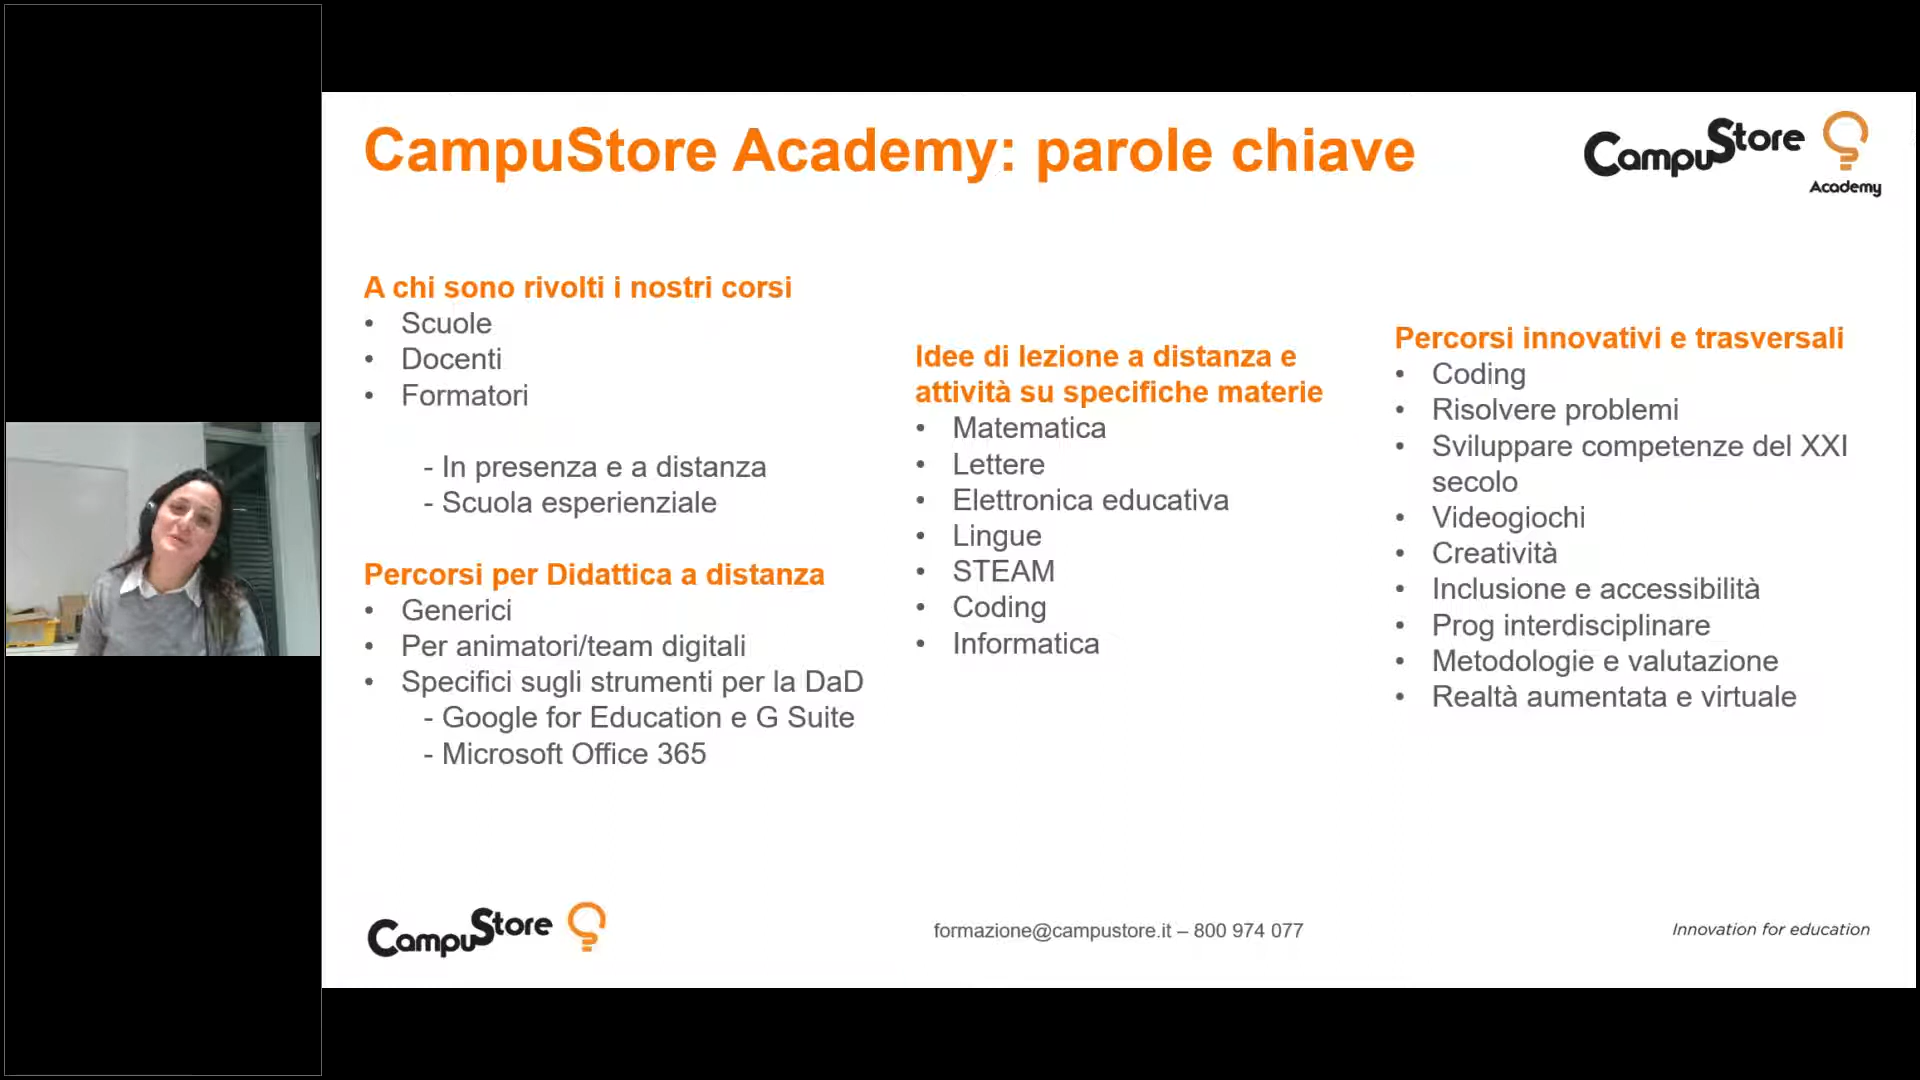 CampuStore Academy: parole chiave
CampuStore
Academy
A chi sono rivolti i nostri corsi
• Scuole
• Docenti
• Formatori
- In presenza e a distanza
- Scuola esperienziale
Percorsi per Didattica a distanza
• Generici
• Per animatori/team digitali
• Specifici sugli strumenti per la DaD
- Google for Education e G Suite
- Microsoft Office 365
Idee di lezione a distanza e
attività su specifiche materie
• Matematica
• Lettere
• Elettronica educativa
• Lingue
• STEAM
• Coding
• Informatica
Percorsi innovativi e trasversali
• Coding
• Risolvere problemi
• Sviluppare competenze del XXI
secolo
• Videogiochi
• Creatività
• Inclusione e accessibilità
• Prog interdisciplinare
• Metodologie e valutazione
• Realtà aumentata e virtuale
CampuStore
formazione@campustore.it – 800 974 077
Innovation for education